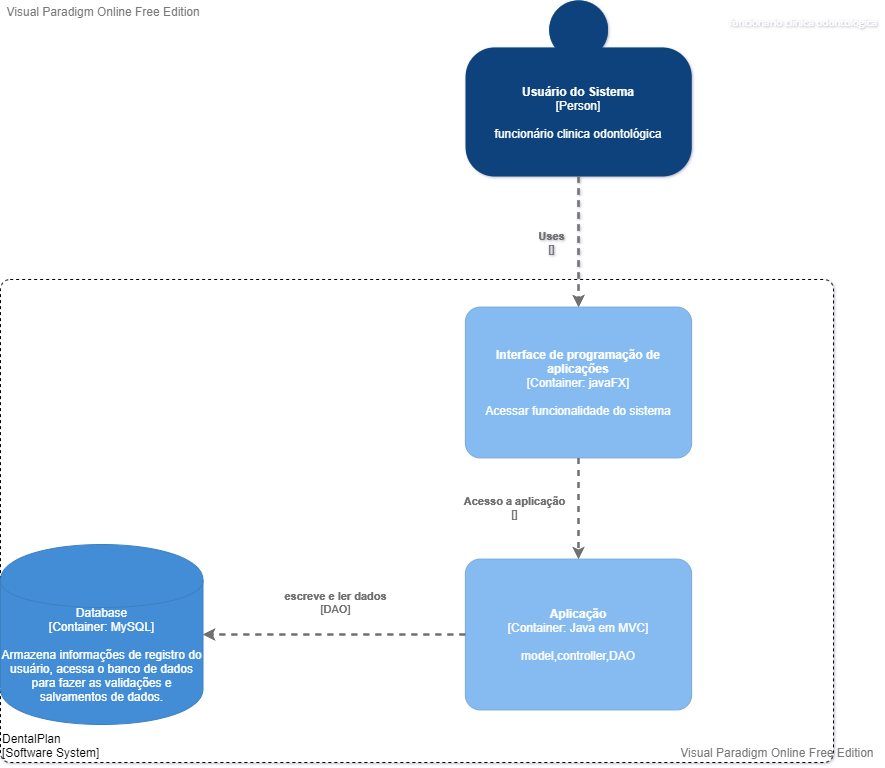 Visual Paradigm Online Free Edition
funcionário clinica odontológica
Usuário do Sistema
[Person]
funcionário clinica odontológica
Uses
[]
Interface de programação de
aplicações
[Container: javaFX]
Acessar funcionalidade do sistema
Acesso a aplicação
[]
escreve e ler dados
[DAO]
Aplicação
[Container: Java em MVC]
model,controller,DAO
Database
[Container: MySQL]
Armazena informações de registro do
usuário, acessa o banco de dados
para fazer as validações e
salvamentos de dados.
DentalPlan
[Software System]
Visual Paradigm Online Free Edition